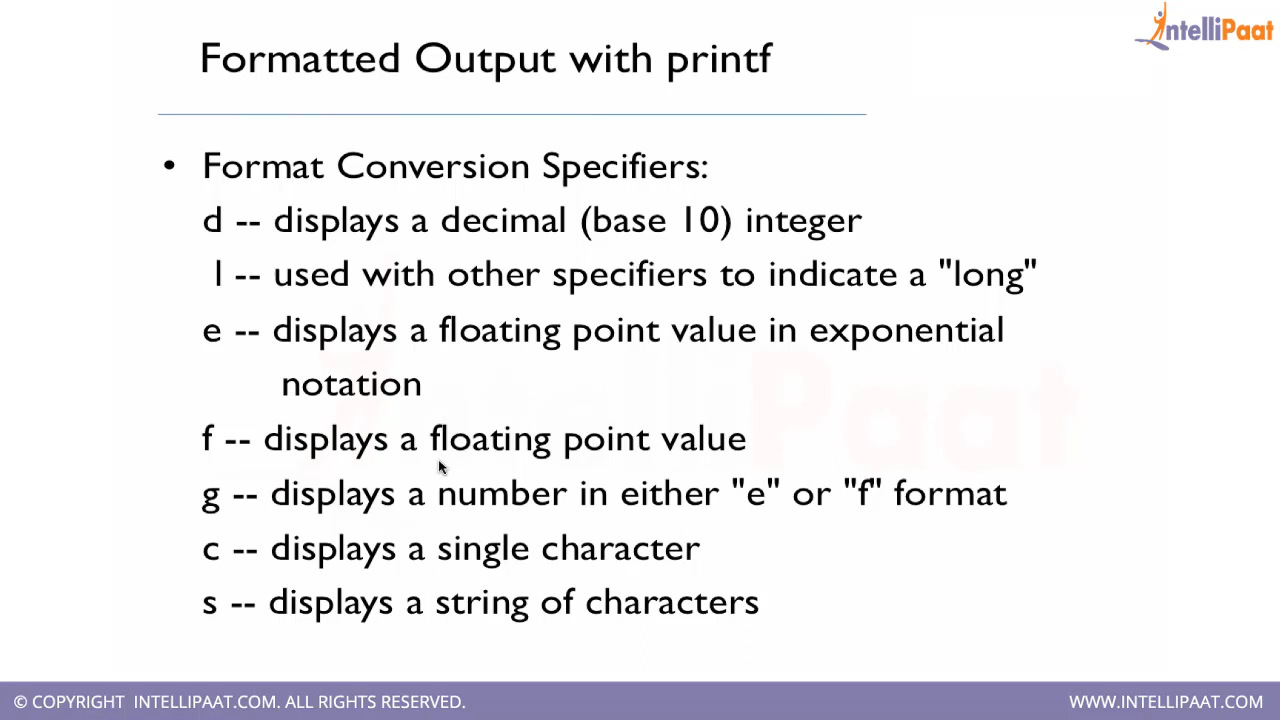 IntelliPaat
Formatted Output with printf
• Format Conversion Specifiers:
d -- displays a decimal (base 10) integer
l -- used with other specifiers to indicate a "long"
e -- displays a floating point value in exponential
notation
f -- displays a floating point value
g -- displays a number in either "e" or "f" format
c -- displays a single character
s -- displays a string of characters
IntelliPaat
© COPYRIGHT INTELLIPAAT.COM. ALL RIGHTS RESERVED.
WWW.INTELLIPAAT.COM